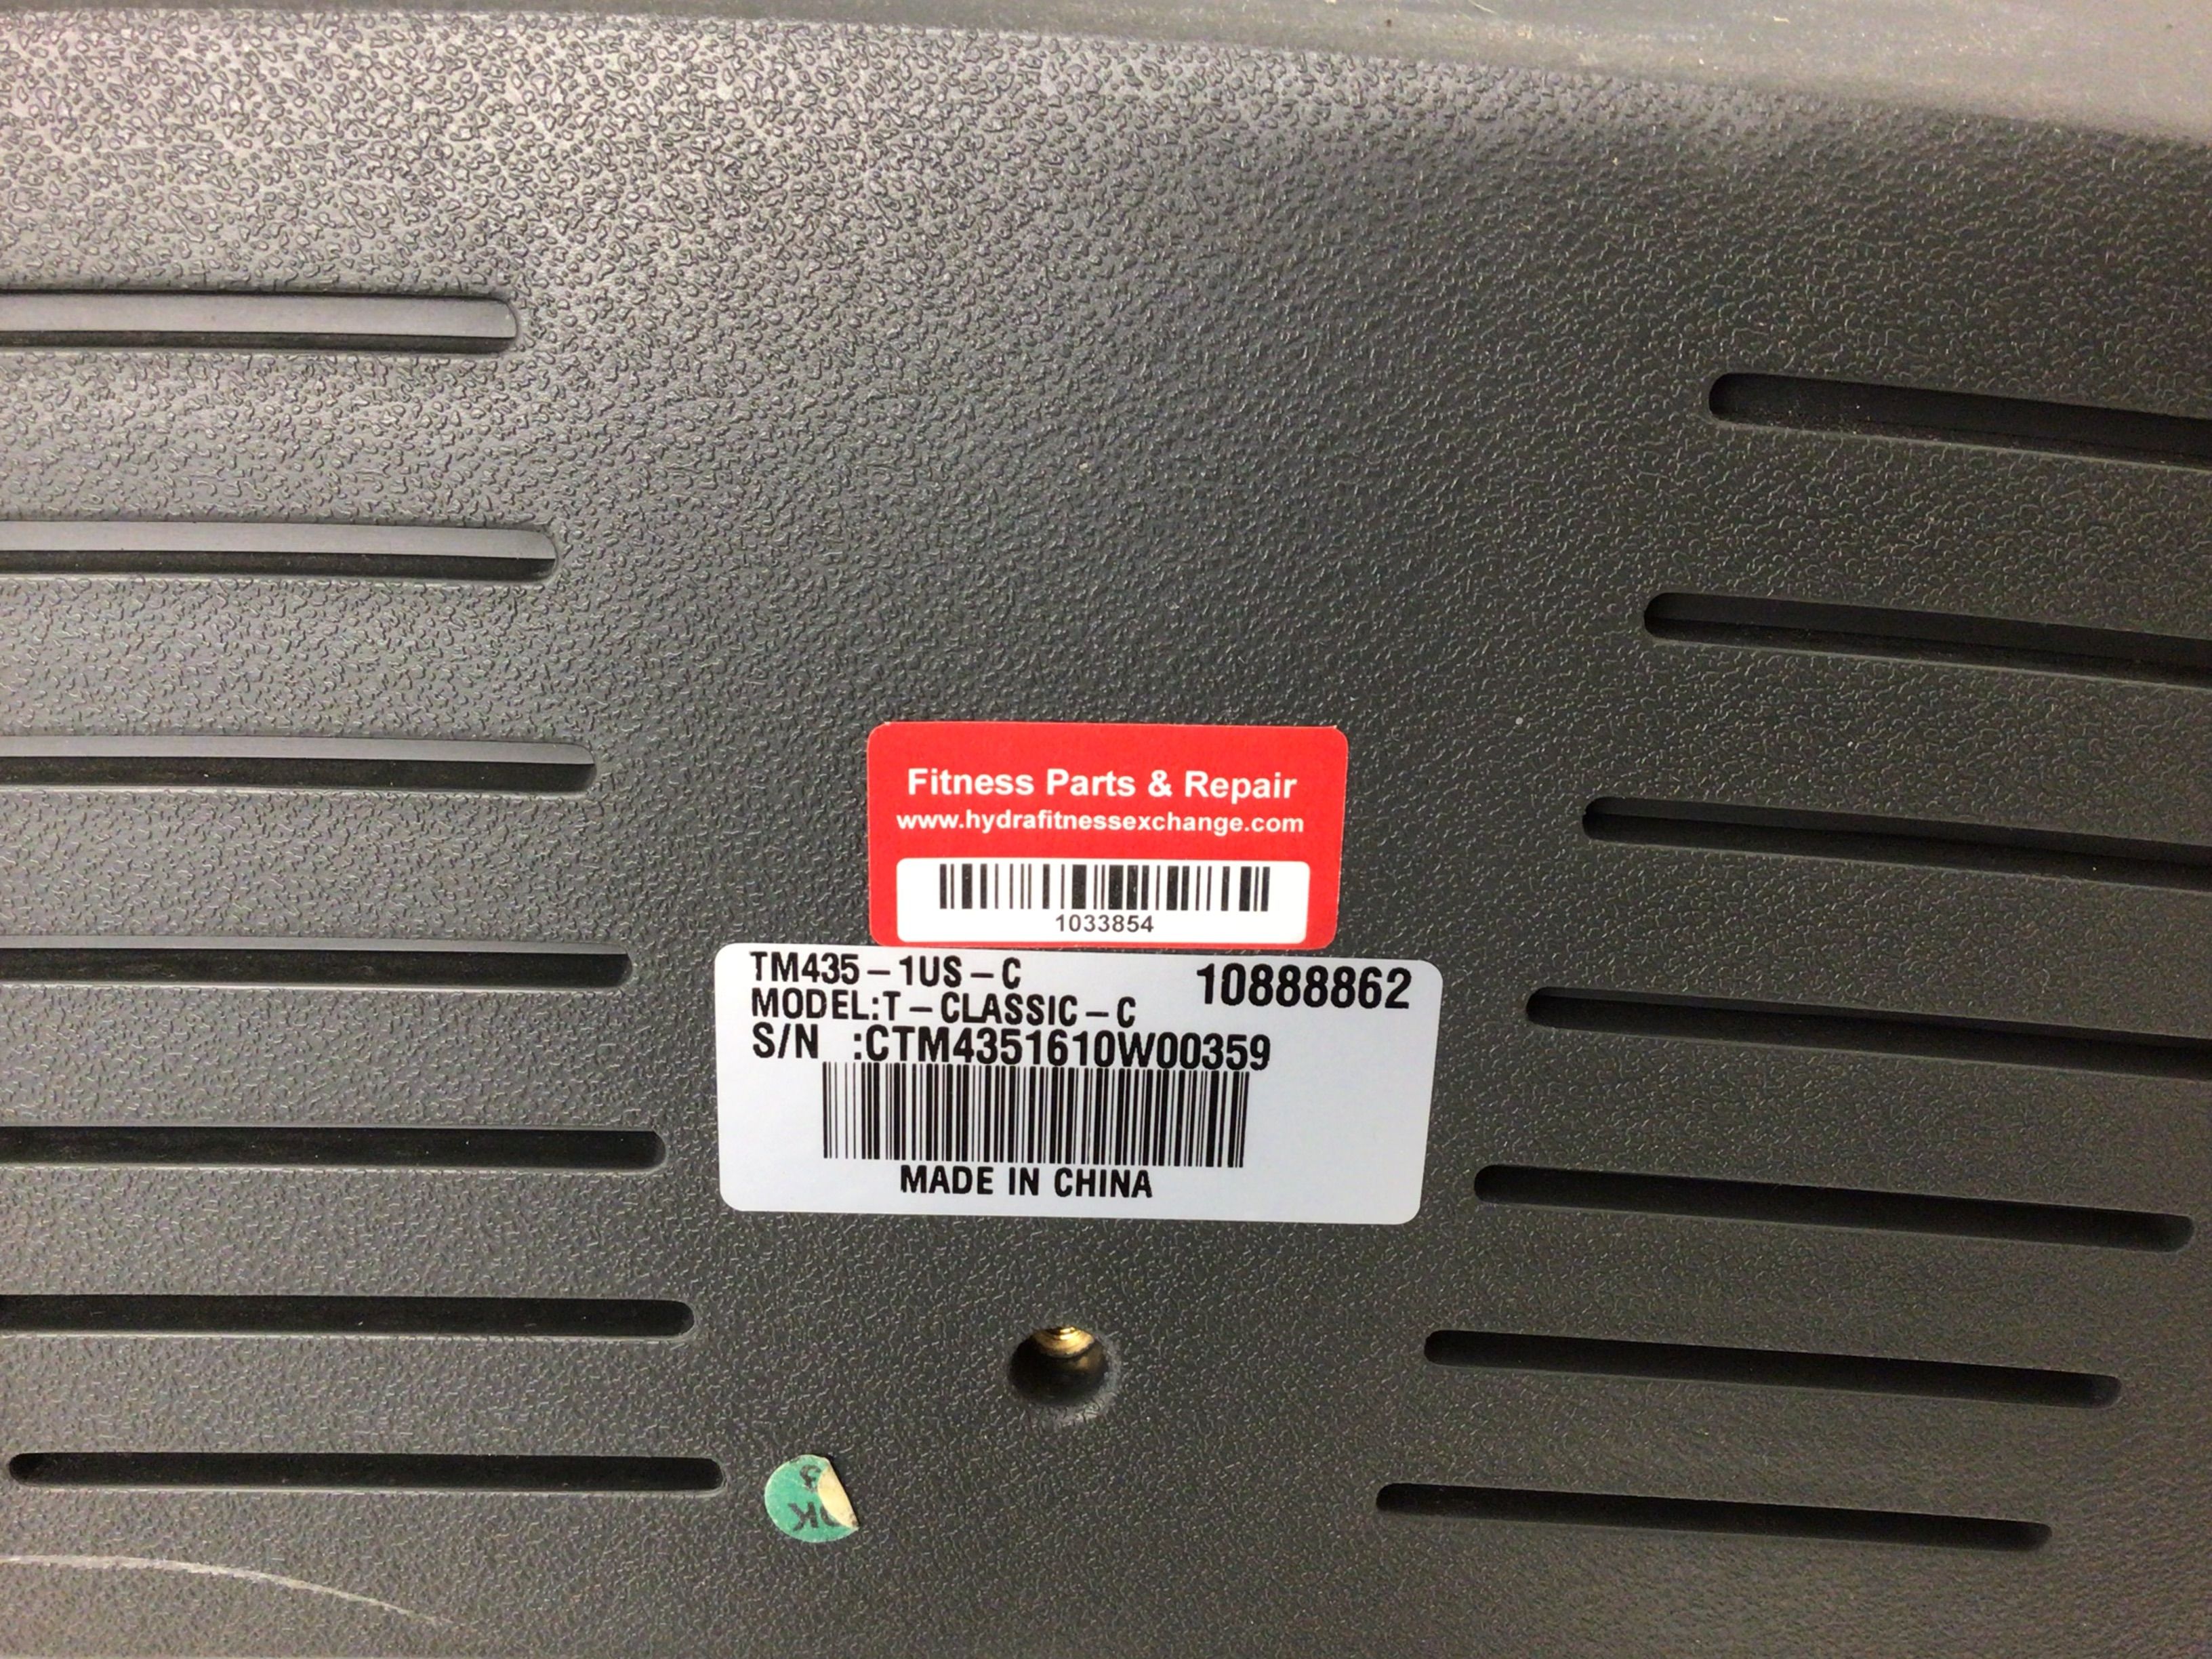 Fitness Parts & Repair
www.hydrafitnessexchange.com
1033854
TM435-1US-C 10888862
MODEL:T-CLASSIC-C
S/N :CTM4351610W00359
MADE IN CHINA